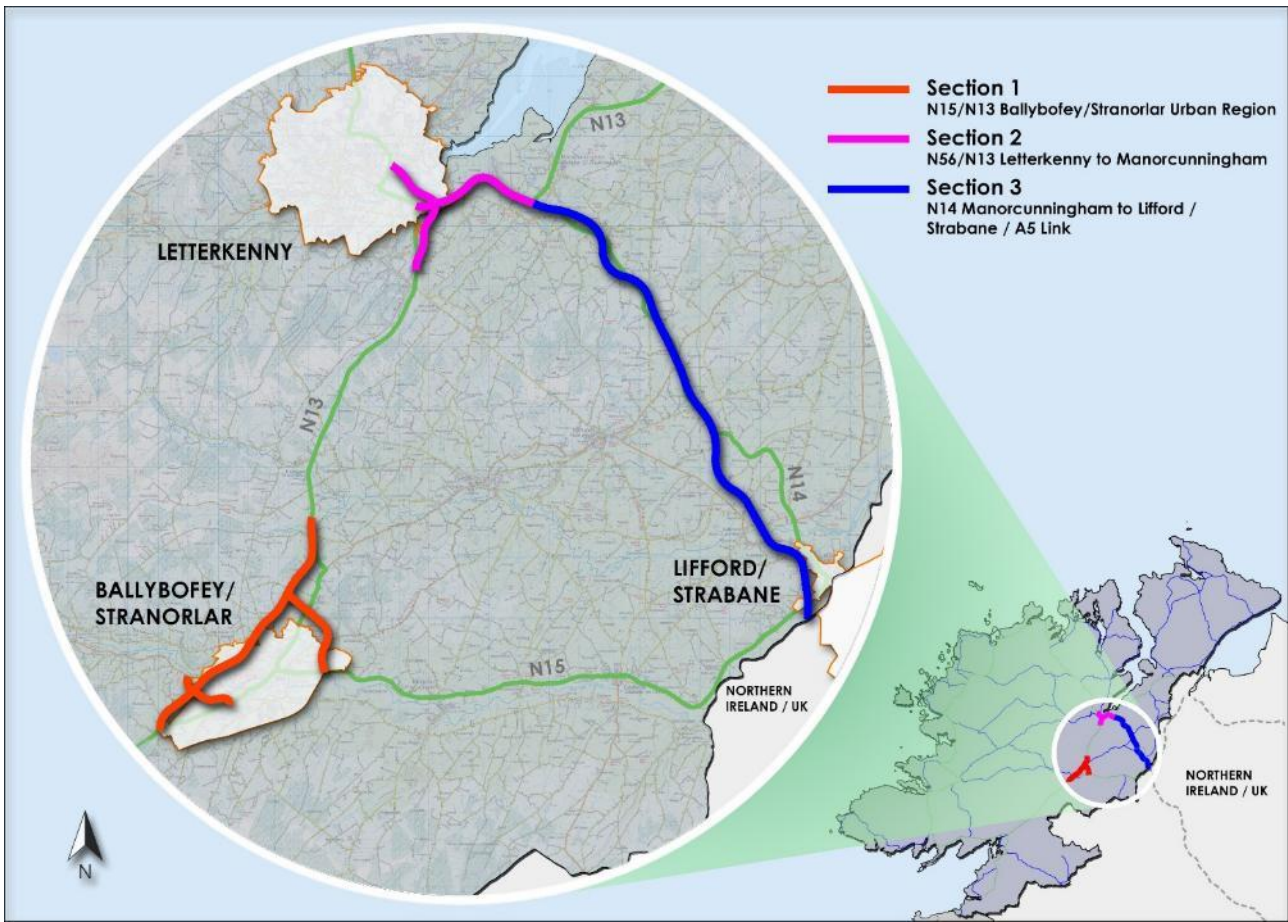 Section 1
N15/N13 Ballybofey/Stranorlar Urban Region
Section 2
N56/N13 Letterkenny to Manorcunningham
Section 3
N14 Manorcunningham to Lifford /
Strabane / A5 Link
N13
LETTERKENNY
N13
N14
LIFFORD/
STRABANE
BALLYBOFEY/
STRANORLAR
N15
NORTHERN
IRELAND / UK
NORTHERN
IRELAND / UK
N